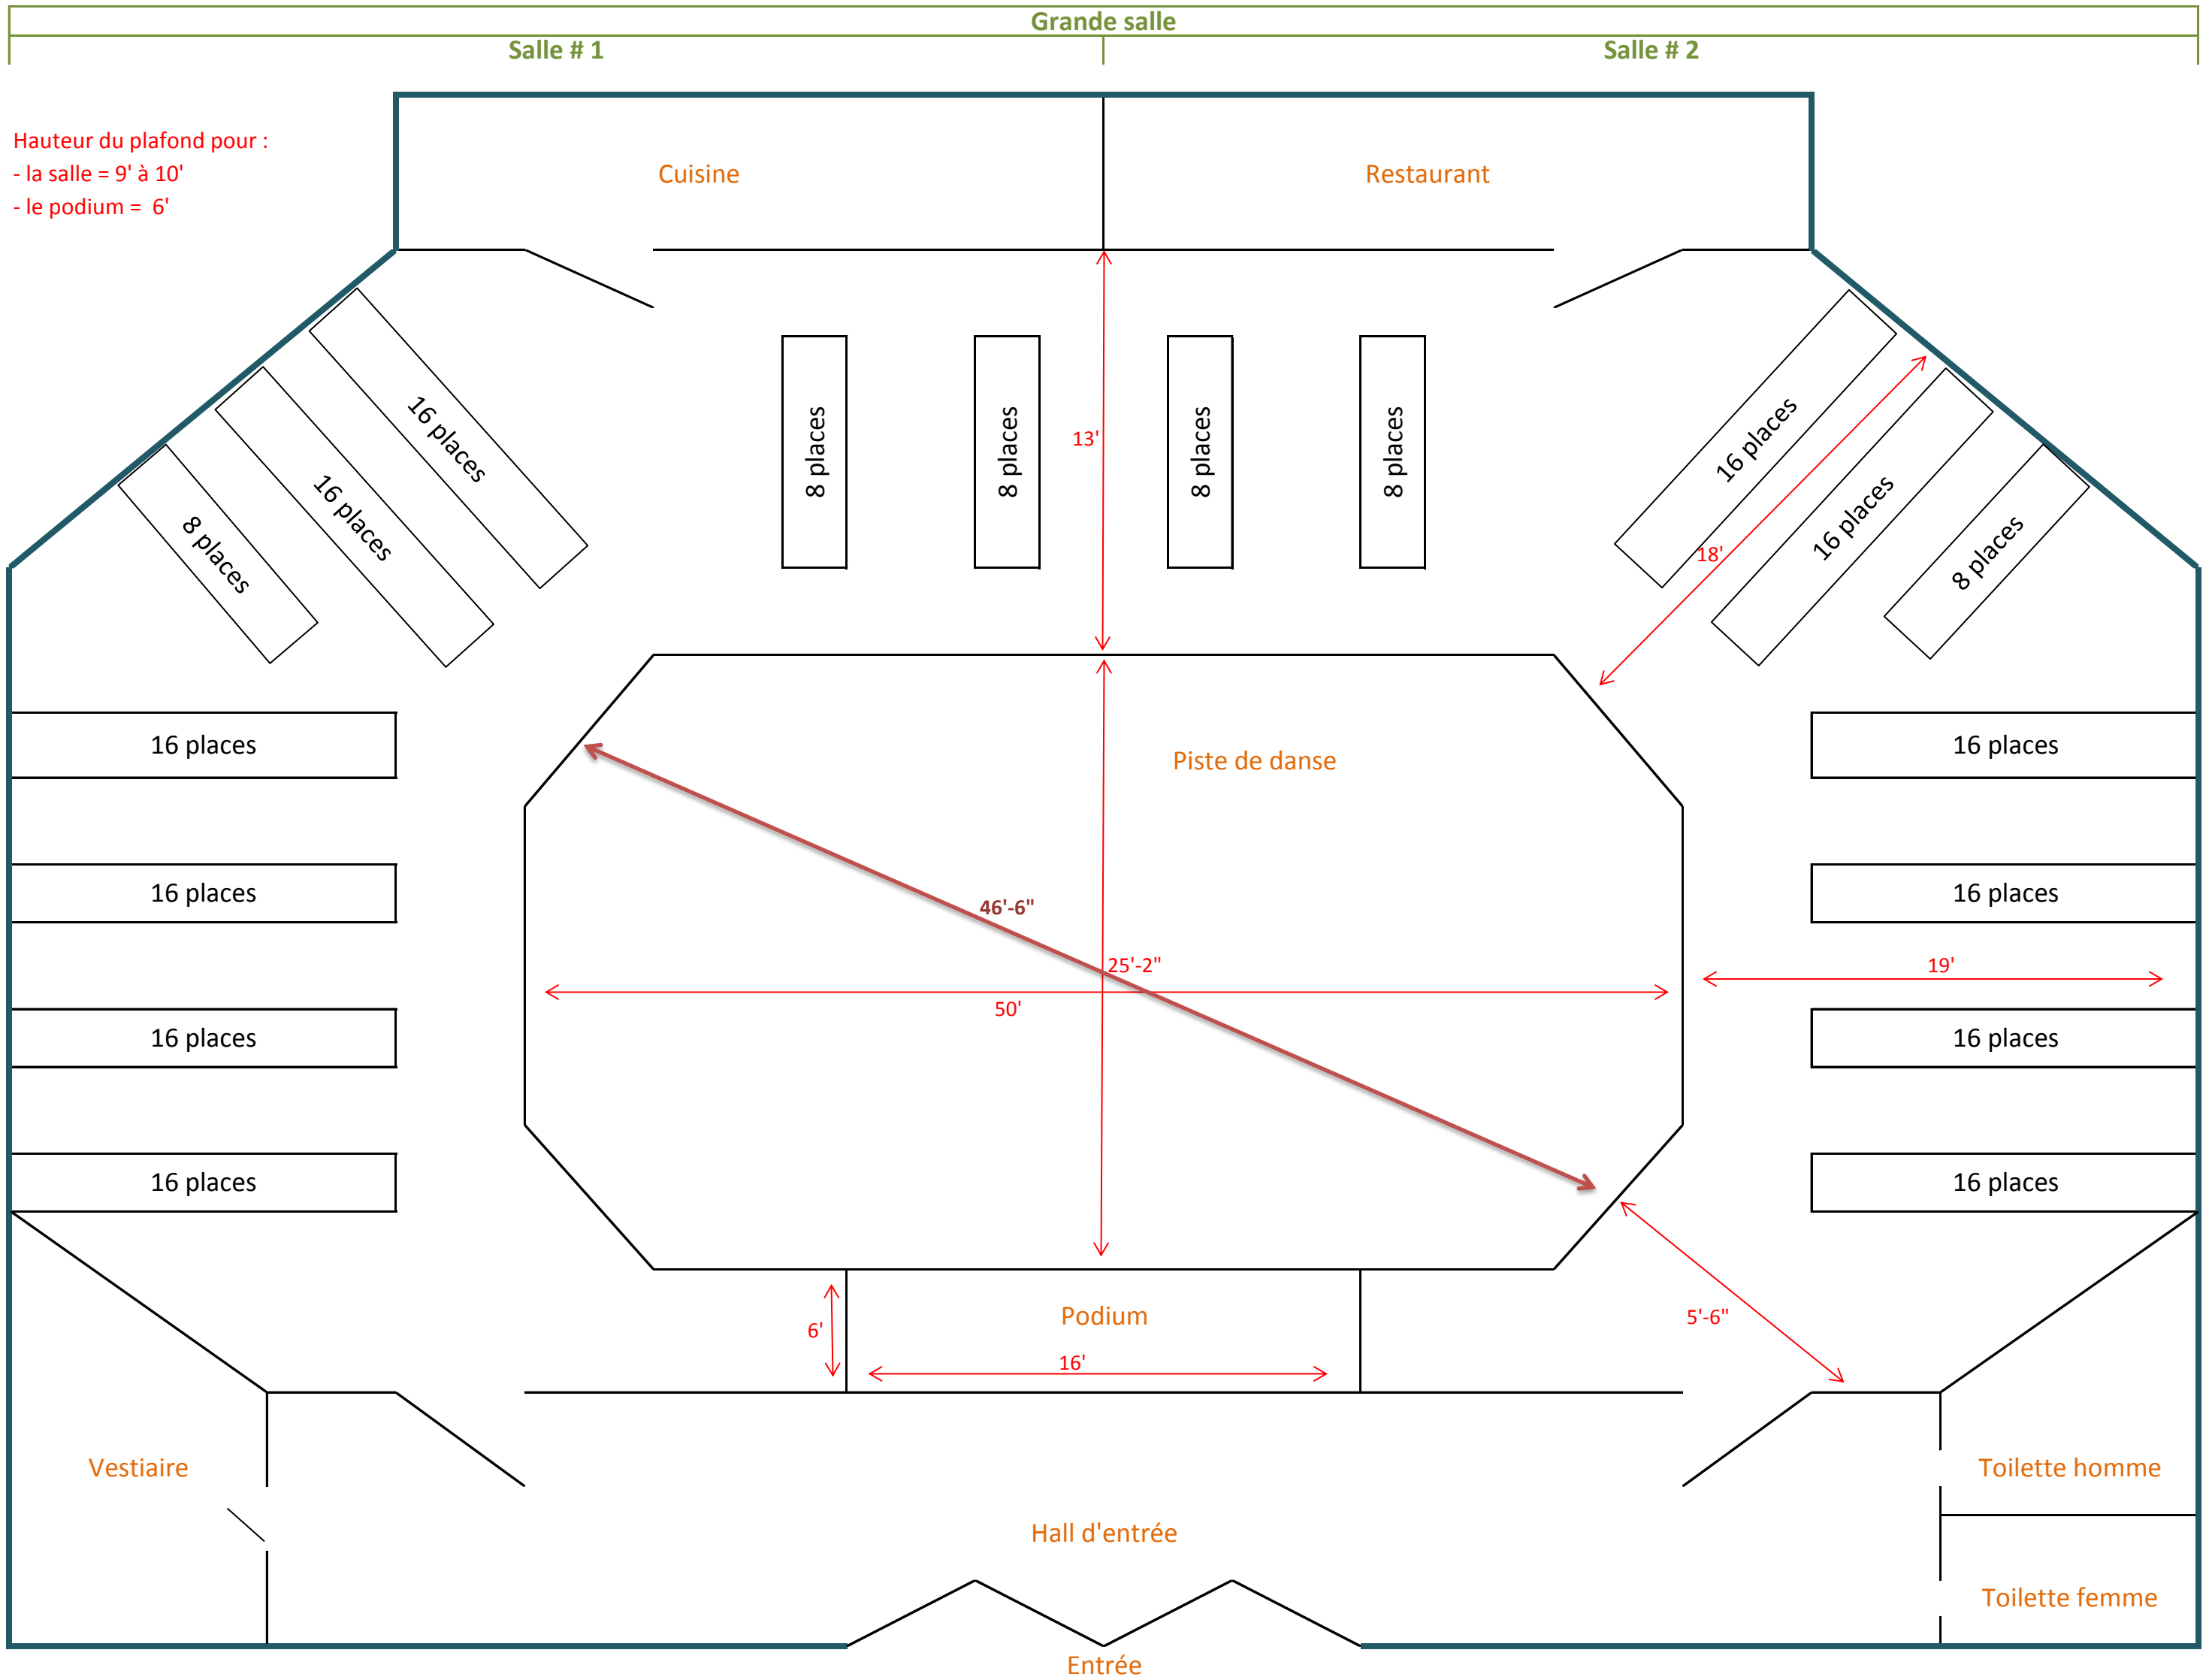 Grande salle
Salle # 1
Salle # 2
Hauteur du plafond pour :
- la salle = 9' à 10'
- le podium =  6'
Cuisine
Restaurant
16 places
16 places
8 places
8 places
8 places
8 places
8 places
13'
16 places
16 places
8 places
18'
16 places
16 places
Piste de danse
16 places
16 places
46'-6"
25'-2"
50'
19'
16 places
16 places
16 places
16 places
Podium
6'
16'
5'-6"
Vestiaire
Toilette homme
Hall d'entrée
Toilette femme
Entrée